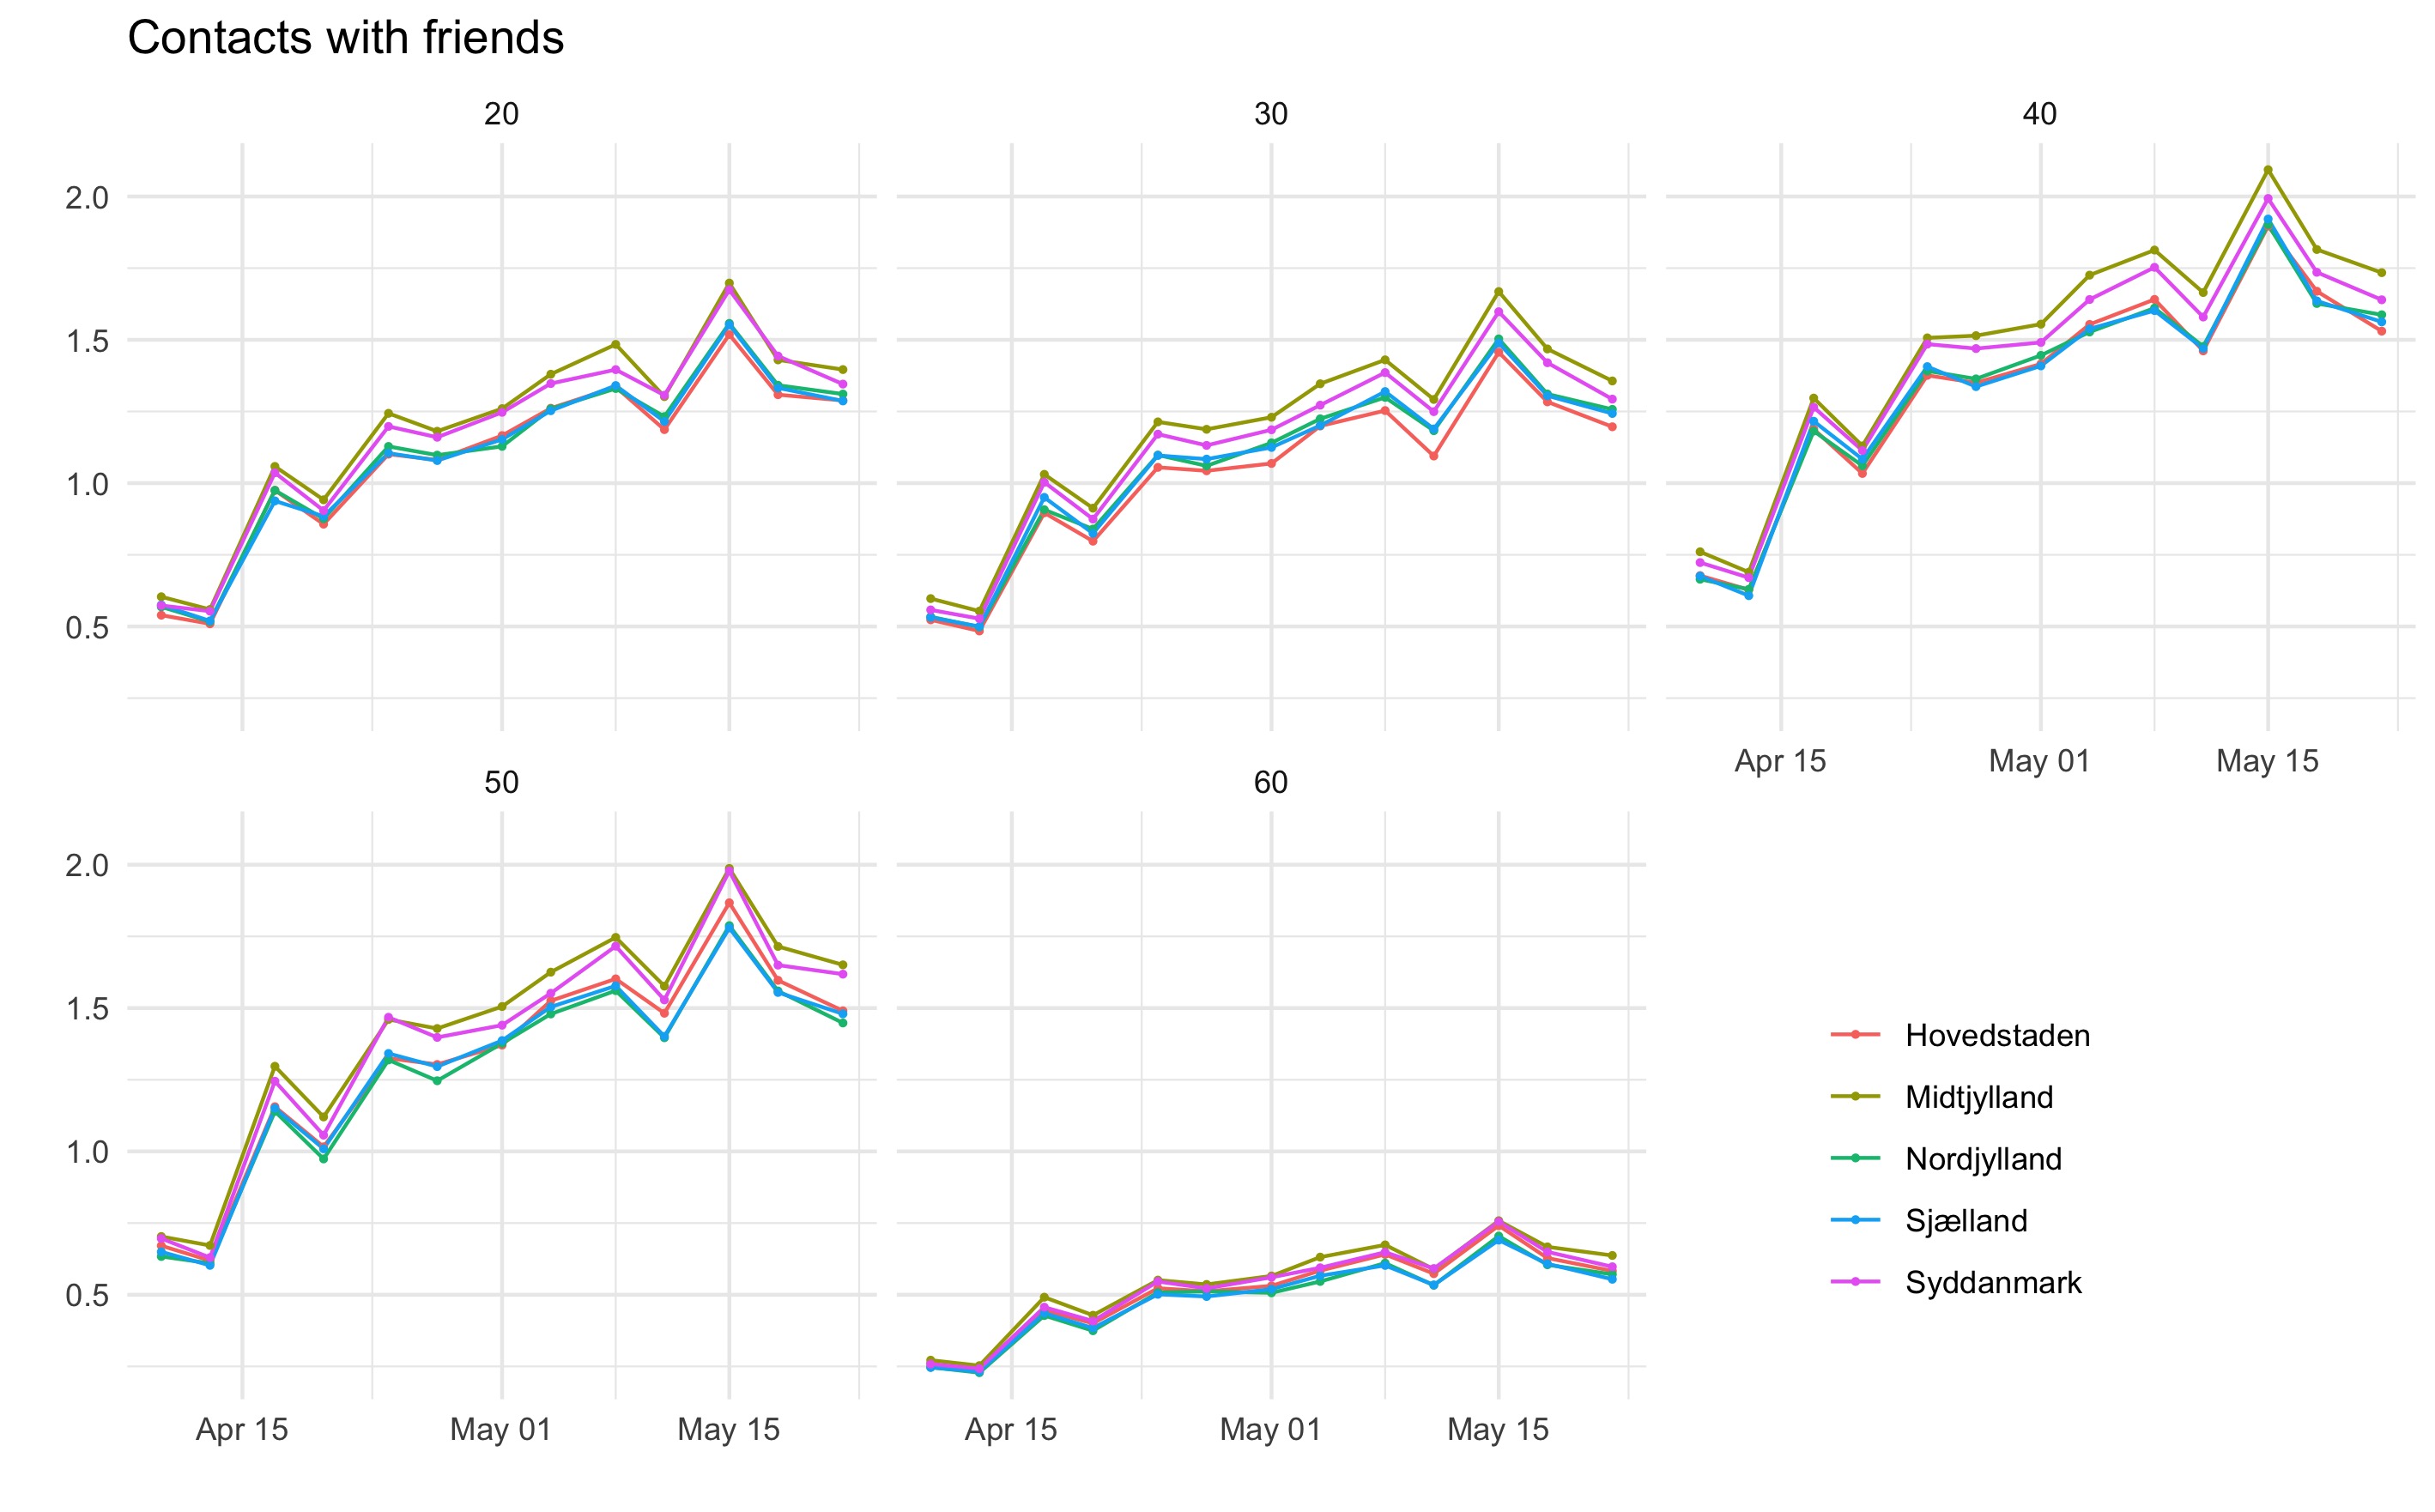 Contacts with friends
20 30 40
2.0
1.5
1.0
0.5
Apr 15 May 01 May 15
50 60
2.0
1.5
1.0
0.5
Apr 15 May 01 May 15 Apr 15 May 01 May 15
Hovedstaden
Midtjylland
Nordjylland
Sjælland
Syddanmark